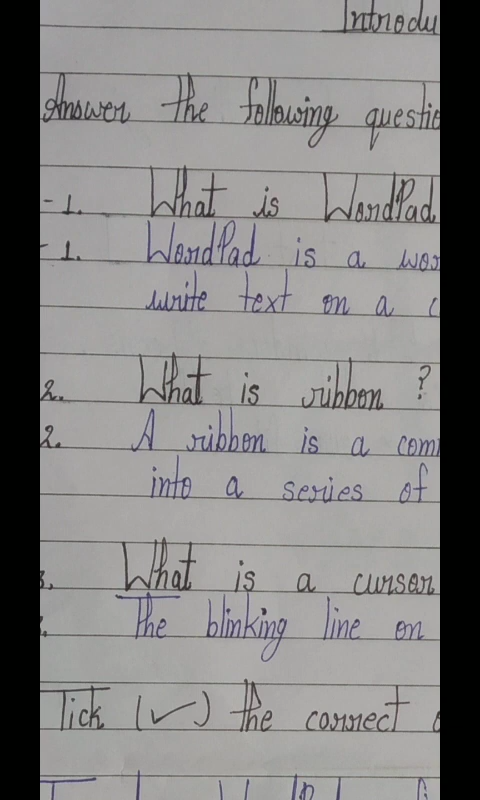 Introdu
Answer the following questio
-1. What is WordPad
-1. WordPad is a wor
write text on a c
2. What is ribbon ?
2. A ribbon is a com
into a series of
3. What is a cursor
The blinking line on
Tick (✓) the correct